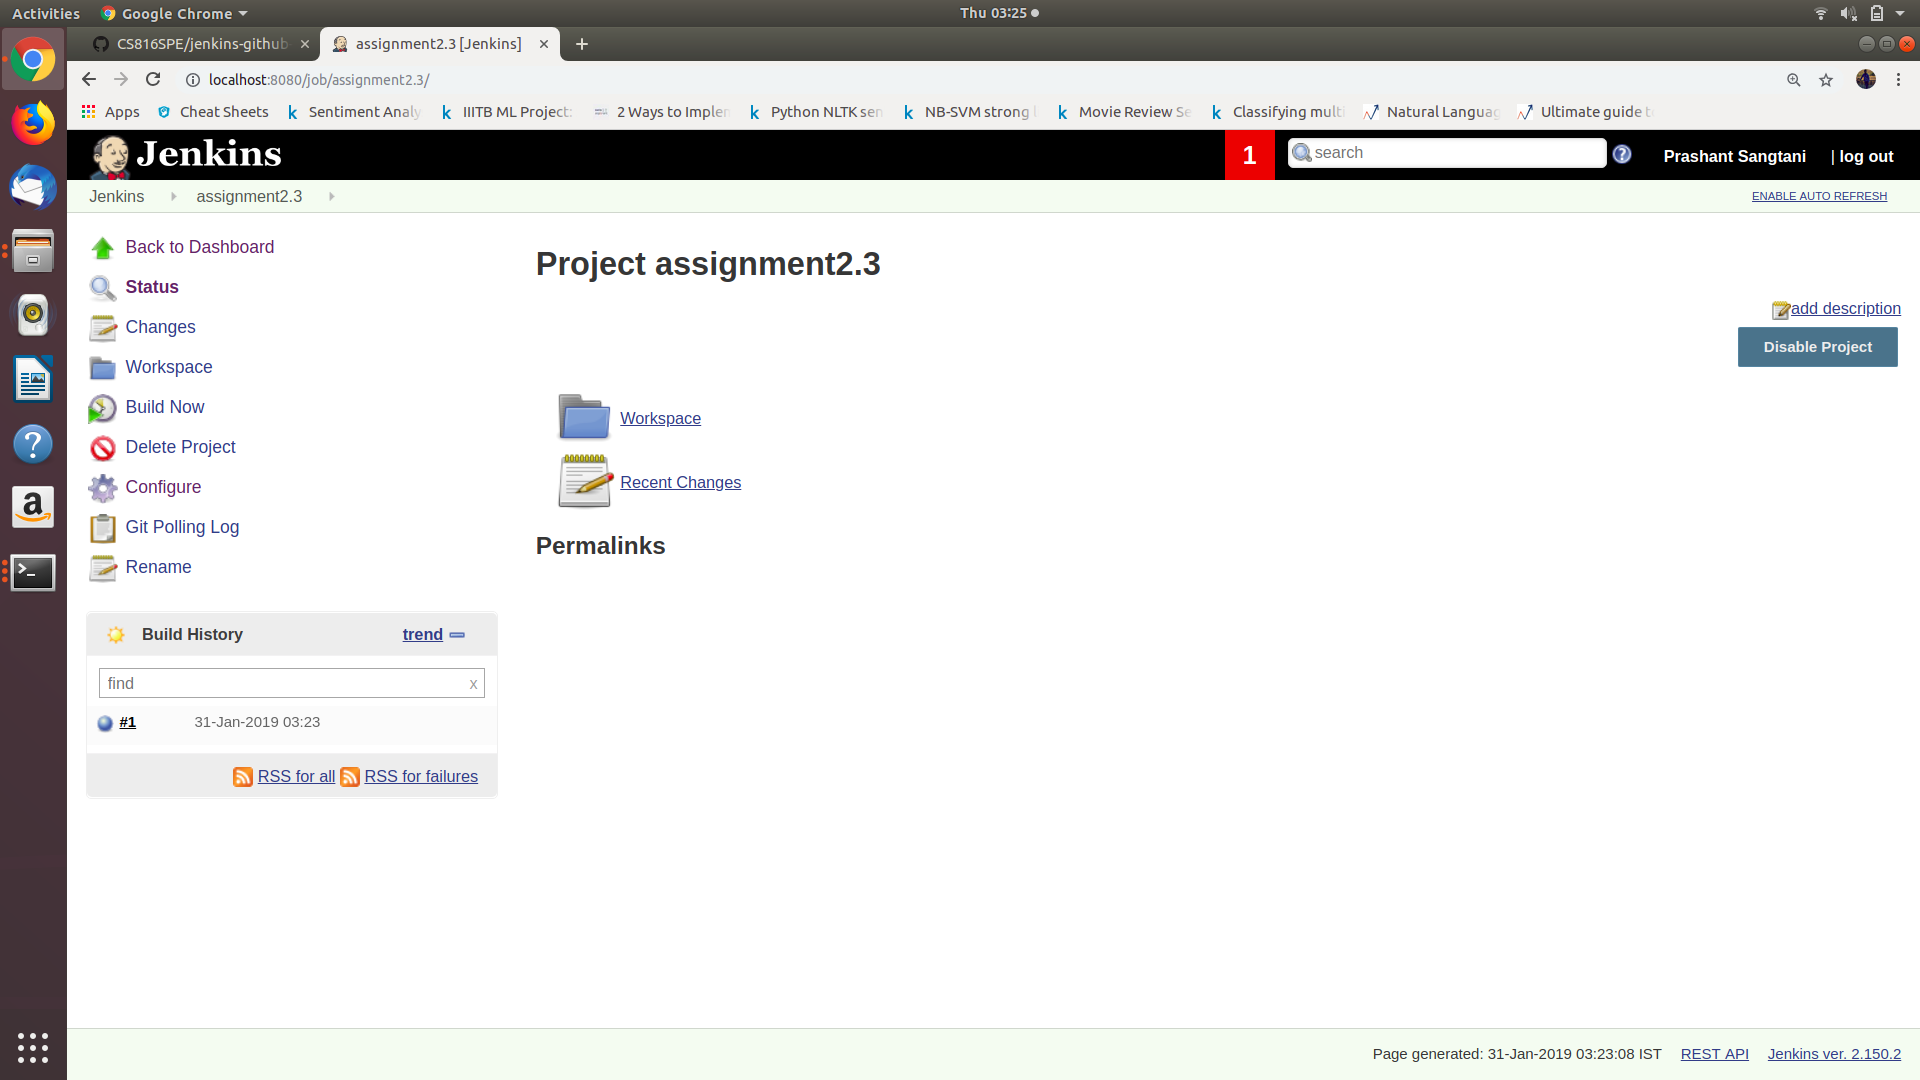 Activities Google Chrome Thu 03:25
CS816SPE/jenkins-github assignment2.3 [Jenkins]
localhost:8080/job/assignment2.3/
Apps Cheat Sheets Sentiment Analy IIITB ML Project: 2 Ways to Implem Python NLTK sen NB-SVM strong Movie Review Se Classifying multi Natural Languag Ultimate guide to
Jenkins 1 search Prashant Sangtani | log out
Jenkins assignment2.3 ENABLE AUTO REFRESH
Back to Dashboard
Status
Changes
Workspace
Build Now
Delete Project
Configure
Git Polling Log
Rename
Build History trend
find x
#1 31-Jan-2019 03:23
RSS for all RSS for failures
Project assignment2.3
add description
Disable Project
Workspace
Recent Changes
Permalinks
Page generated: 31-Jan-2019 03:23:08 IST REST API Jenkins ver. 2.150.2